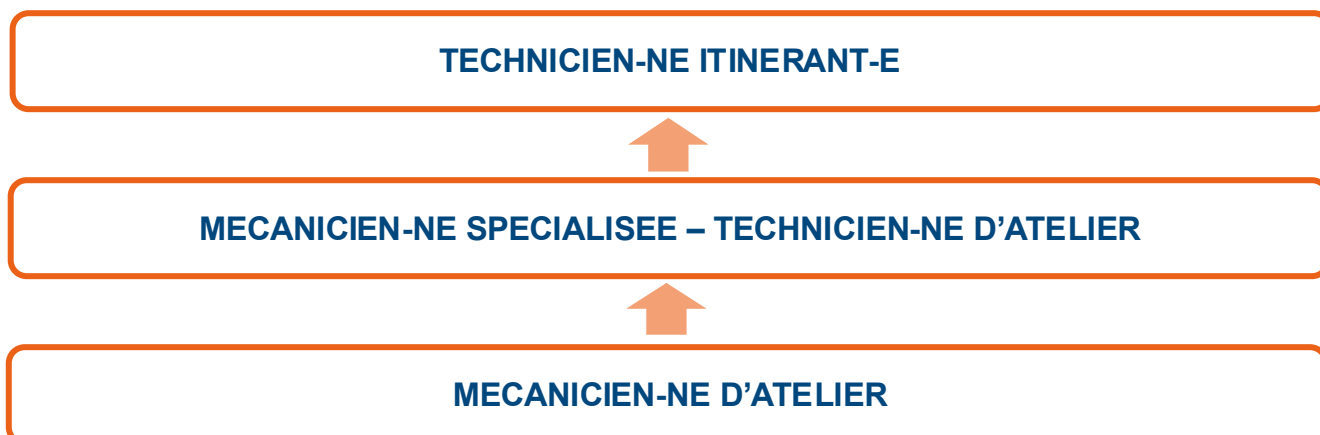 TECHNICIEN-NE ITINERANT-E
MECANICIEN-NE SPECIALISEE – TECHNICIEN-NE D’ATELIER
MECANICIEN-NE D’ATELIER